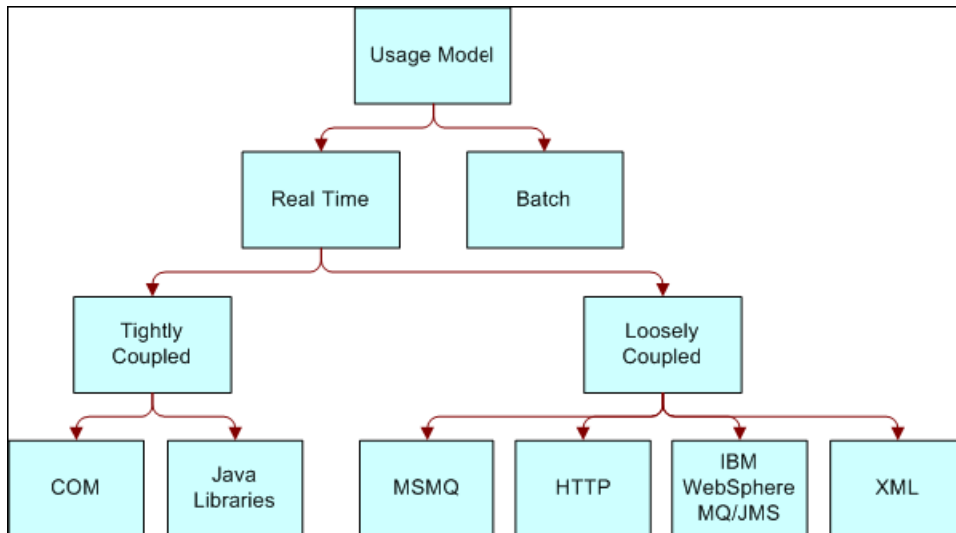 Usage Model
Real Time
Batch
Tightly
Coupled
Loosely
Coupled
COM
Java
Libraries
MSMQ
HTTP
IBM
WebSphere
MQ/JMS
XML